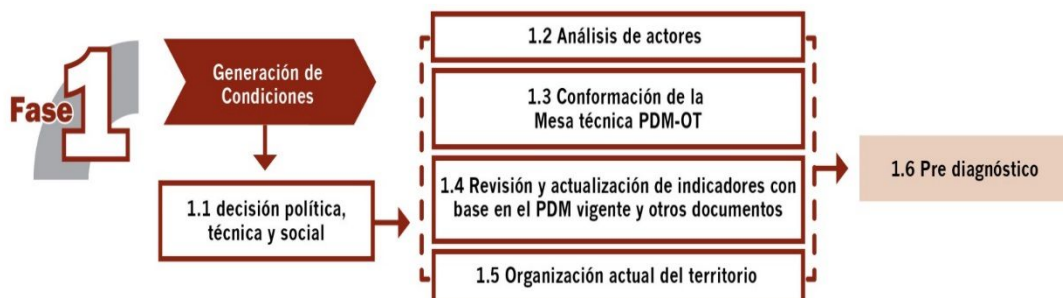 Fase 1
Generación de
Condiciones
1.1 decisión política,
técnica y social
1.2 Análisis de actores
1.3 Conformación de la
Mesa técnica PDM-OT
1.4 Revisión y actualización de indicadores con
base en el PDM vigente y otros documentos
1.5 Organización actual del territorio
1.6 Pre diagnóstico